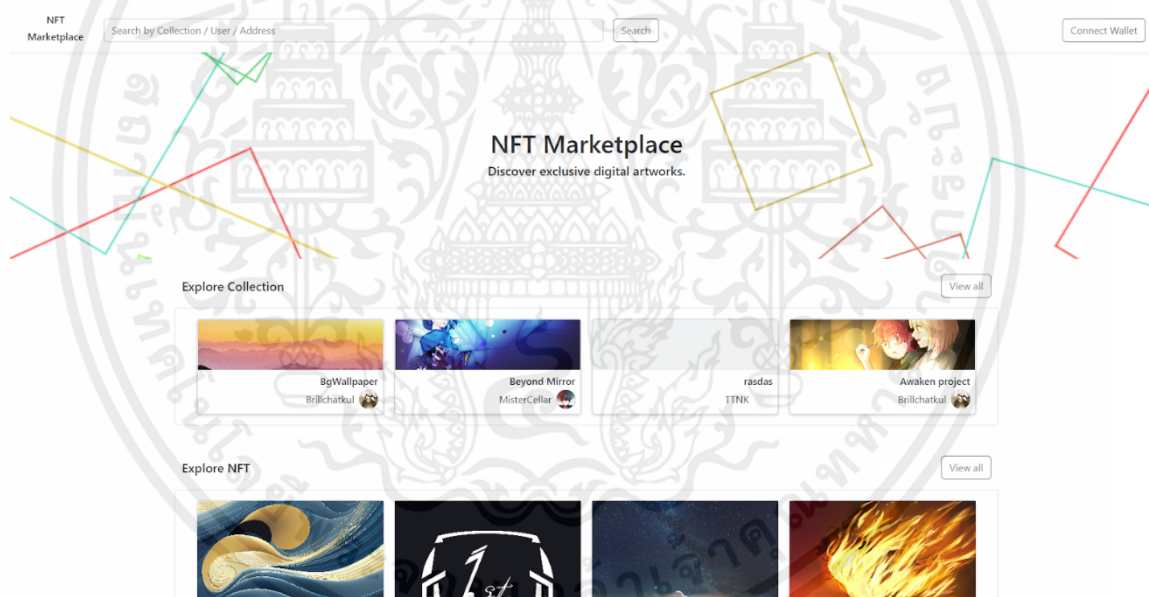 NFT
Marketplace
Search by Collection / User / Address
Search
Connect Wallet
NFT Marketplace
Discover exclusive digital artworks.
Explore Collection
View all
BgWallpaper
Brillchatkul
Beyond Mirror
MisterCellar
rasdas
TTNK
Awaken project
Brillchatkul
Explore NFT
View all
1st